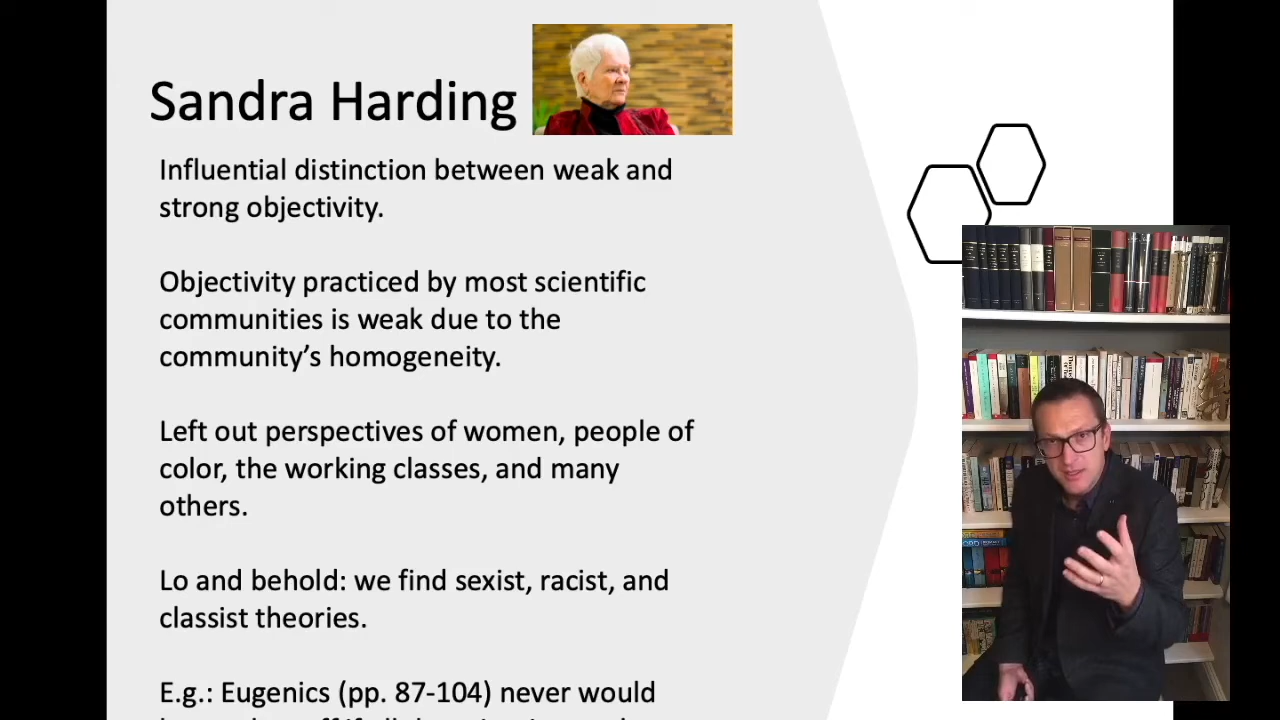 Sandra Harding
Influential distinction between weak and
strong objectivity.
Objectivity practiced by most scientific
communities is weak due to the
community’s homogeneity.
Left out perspectives of women, people of
color, the working classes, and many
others.
Lo and behold: we find sexist, racist, and
classist theories.
E.g.: Eugenics (pp. 87-104) never would